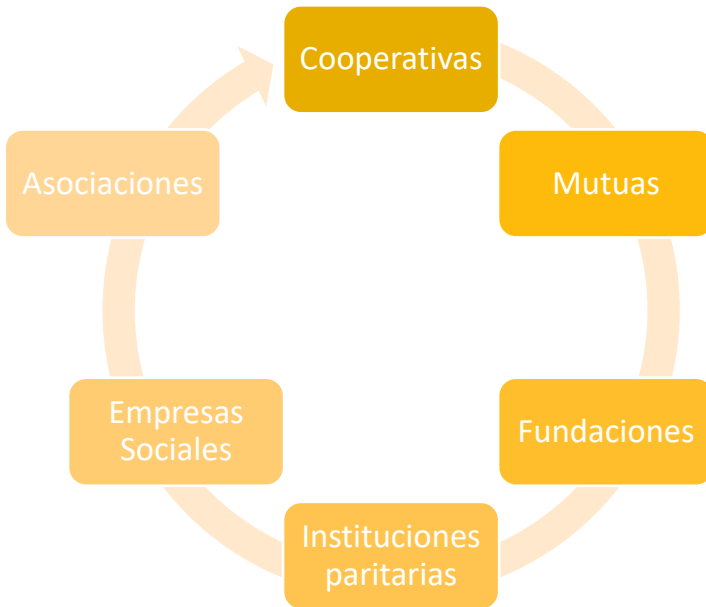 Cooperativas
Mutuas
Fundaciones
Instituciones
paritarias
Empresas
Sociales
Asociaciones